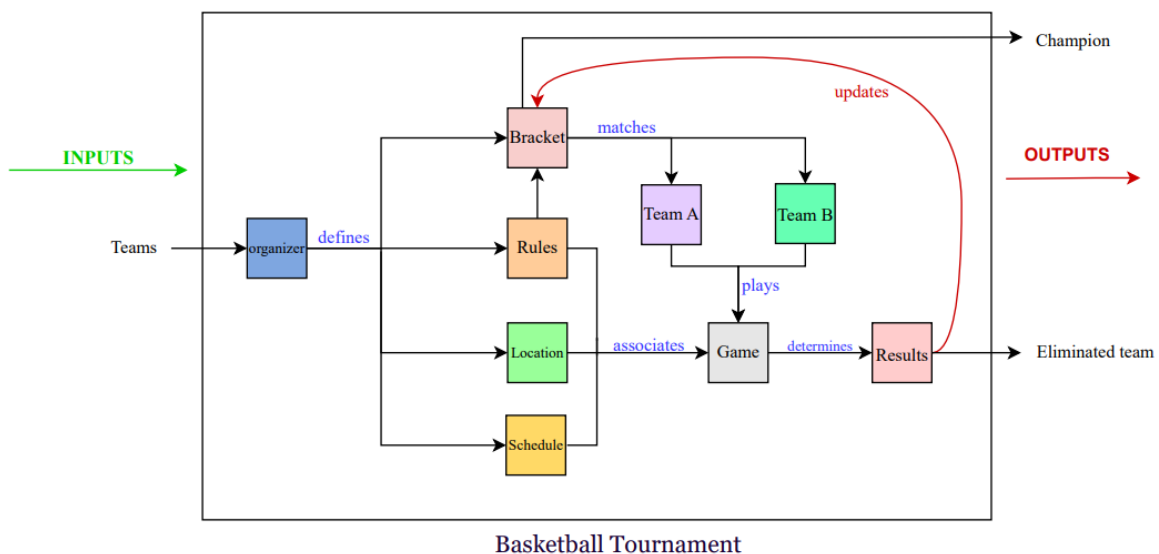 Champion
updates
Bracket
matches
INPUTS
OUTPUTS
Team A
Team B
Teams
organizer
defines
Rules
plays
Location
associates
Game
determines
Results
Eliminated team
Schedule
Basketball Tournament